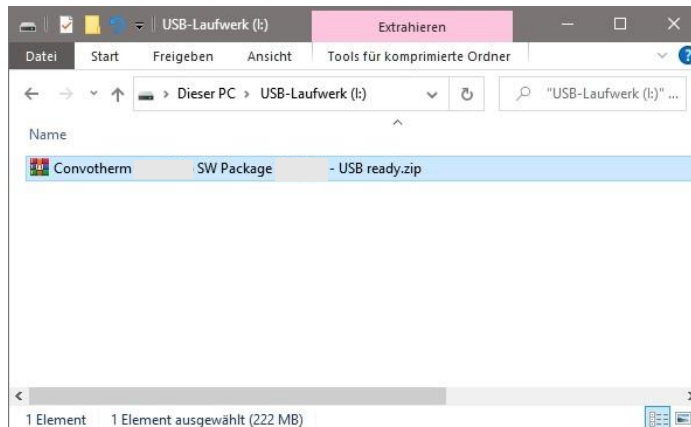 USB-Laufwerk (I:) Extrahieren
Datei Start Freigeben Ansicht Tools für komprimierte Ordner ?
Dieser PC > USB-Laufwerk (I:) "USB-Laufwerk (I:)" ...
Name
Convotherm SW Package - USB ready.zip
1 Element 1 Element ausgewählt (222 MB)